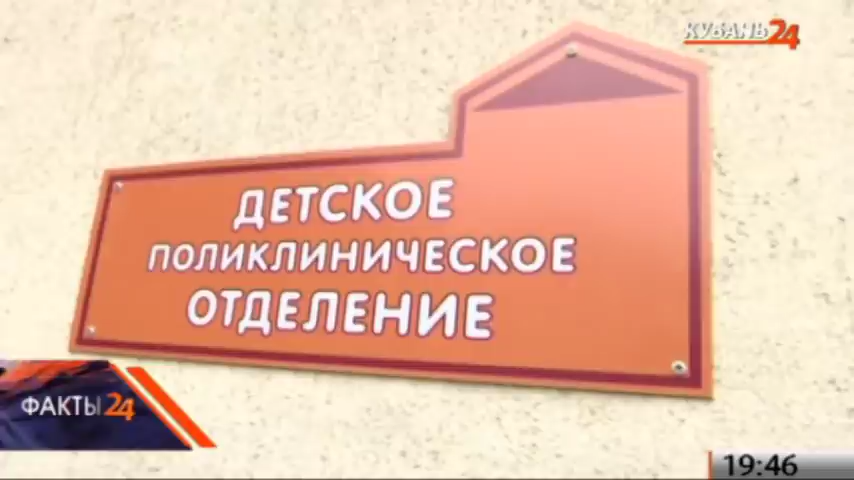 КУБАНЬ24
ДЕТСКОЕ
ПОЛИКЛИНИЧЕСКОЕ
ОТДЕЛЕНИЕ
ФАКТЫ24
19:46